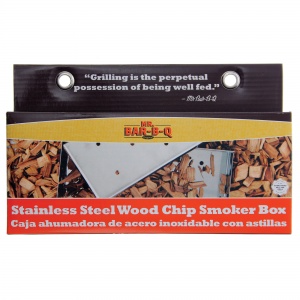 “Grilling is the perpetual
possession of being well fed.”
—Mr. Bar-B-Q
MR.
BAR-B-Q
Stainless Steel Wood Chip Smoker Box
Caja ahumadora de acero inoxidable con astillas